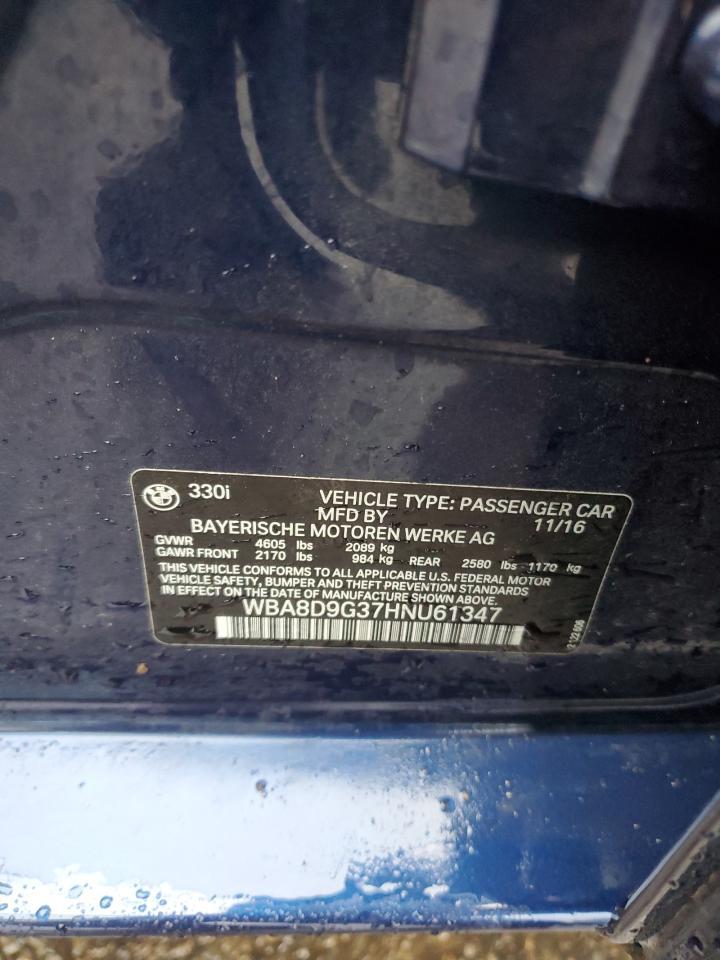 330i VEHICLE TYPE: PASSENGER CAR
MFD BY 11/16
BAYERISCHE MOTOREN WERKE AG
GVWR 4605 lbs 2089 kg
GAWR FRONT 2170 lbs 984 kg REAR 2580 lbs 1170 kg
THIS VEHICLE CONFORMS TO ALL APPLICABLE U.S. FEDERAL MOTOR
VEHICLE SAFETY, BUMPER AND THEFT PREVENTION STANDARDS
IN EFFECT ON THE DATE OF MANUFACTURE SHOWN ABOVE.
WBA8D9G37HNU61347